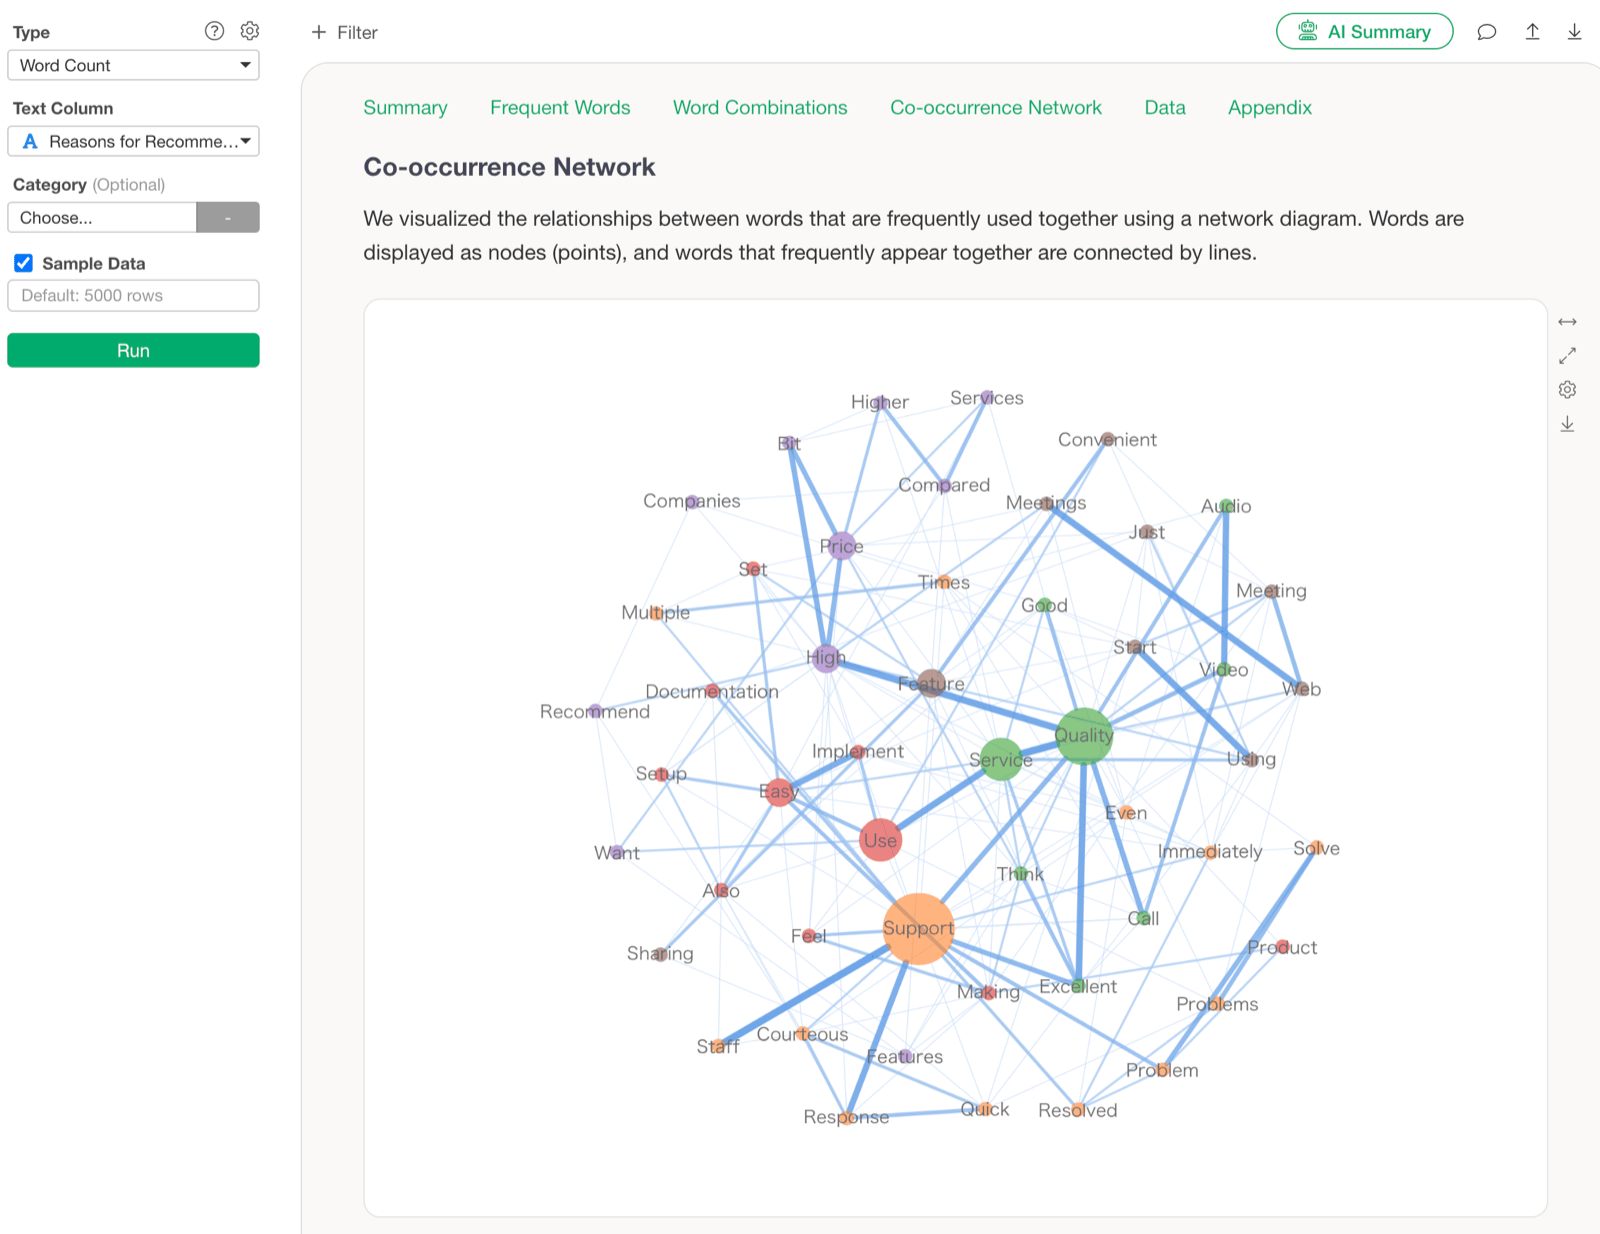 Type
Word Count
Text Column
A Reasons for Recomme...
Category (Optional)
Choose...
-
Sample Data
Default: 5000 rows
Run
+ Filter
AI Summary
Summary
Frequent Words
Word Combinations
Co-occurrence Network
Data
Appendix
Co-occurrence Network
We visualized the relationships between words that are frequently used together using a network diagram. Words are
displayed as nodes (points), and words that frequently appear together are connected by lines.
Higher
Services
Bit
Convenient
Companies
Compared
Meetings
Audio
Just
Price
Set
Times
Meeting
Multiple
Good
Start
High
Video
Feature
Web
Documentation
Recommend
Quality
Implement
Service
Using
Setup
Easy
Even
Use
Want
Immediately
Solve
Think
Also
Call
Support
Feel
Product
Sharing
Making
Excellent
Problems
Courteous
Staff
Features
Problem
Response
Quick
Resolved